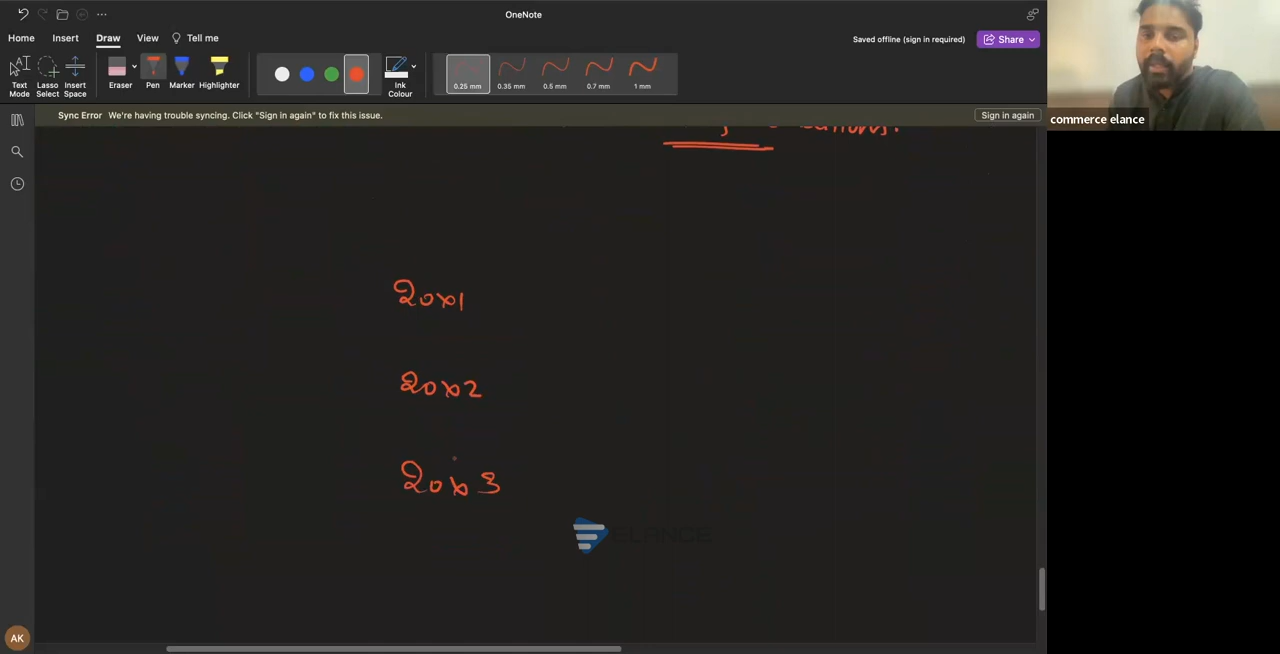 OneNote
Home Insert Draw View Tell me
Saved offline (sign in required) Share
Text Mode Lasso Select Insert Space Eraser Pen Marker Highlighter Ink Colour 0.25 mm 0.35 mm 0.5 mm 0.7 mm 1 mm
commerce elance
Sync Error We're having trouble syncing. Click "Sign in again" to fix this issue. Sign in again
20x1
20x2
20x3
ELANCE
AK